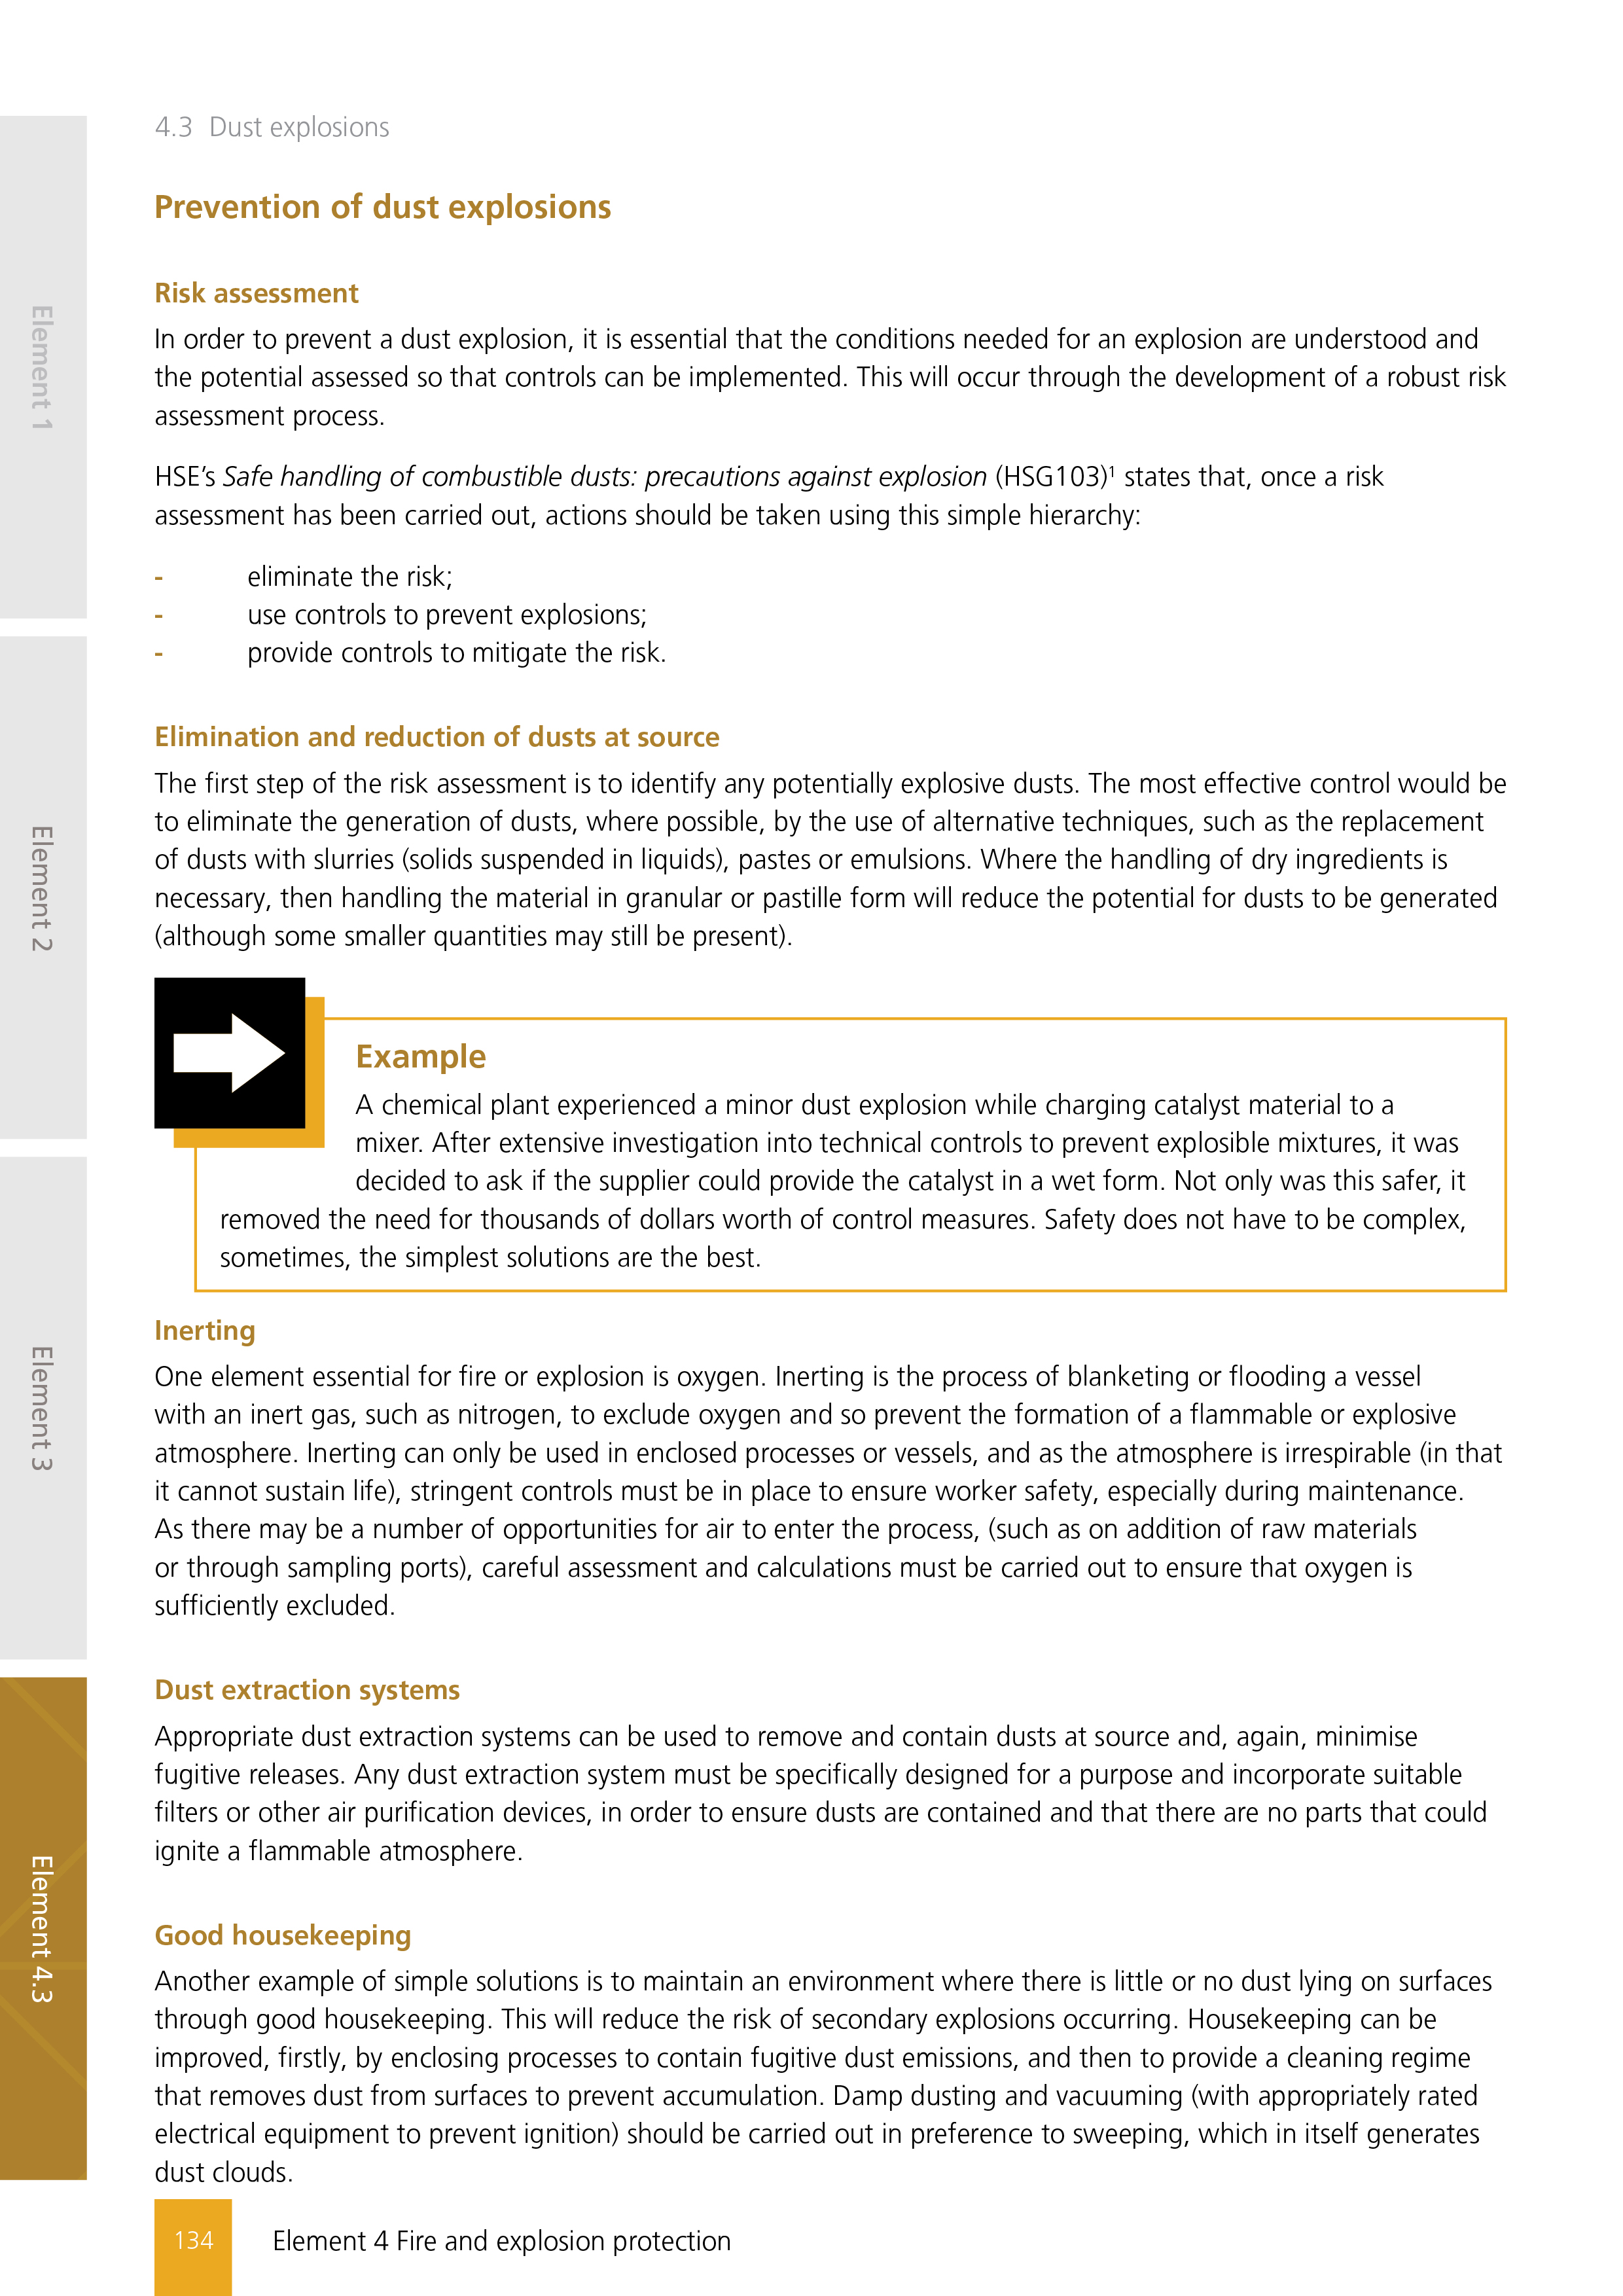 4.3 Dust explosions
Prevention of dust explosions
Risk assessment
In order to prevent a dust explosion, it is essential that the conditions needed for an explosion are understood and
the potential assessed so that controls can be implemented. This will occur through the development of a robust risk
assessment process.
HSE’s Safe handling of combustible dusts: precautions against explosion (HSG103)¹ states that, once a risk
assessment has been carried out, actions should be taken using this simple hierarchy:
- eliminate the risk;
- use controls to prevent explosions;
- provide controls to mitigate the risk.
Elimination and reduction of dusts at source
The first step of the risk assessment is to identify any potentially explosive dusts. The most effective control would be
to eliminate the generation of dusts, where possible, by the use of alternative techniques, such as the replacement
of dusts with slurries (solids suspended in liquids), pastes or emulsions. Where the handling of dry ingredients is
necessary, then handling the material in granular or pastille form will reduce the potential for dusts to be generated
(although some smaller quantities may still be present).
Example
A chemical plant experienced a minor dust explosion while charging catalyst material to a
mixer. After extensive investigation into technical controls to prevent explosible mixtures, it was
decided to ask if the supplier could provide the catalyst in a wet form. Not only was this safer, it
removed the need for thousands of dollars worth of control measures. Safety does not have to be complex,
sometimes, the simplest solutions are the best.
Inerting
One element essential for fire or explosion is oxygen. Inerting is the process of blanketing or flooding a vessel
with an inert gas, such as nitrogen, to exclude oxygen and so prevent the formation of a flammable or explosive
atmosphere. Inerting can only be used in enclosed processes or vessels, and as the atmosphere is irrespirable (in that
it cannot sustain life), stringent controls must be in place to ensure worker safety, especially during maintenance.
As there may be a number of opportunities for air to enter the process, (such as on addition of raw materials
or through sampling ports), careful assessment and calculations must be carried out to ensure that oxygen is
sufficiently excluded.
Dust extraction systems
Appropriate dust extraction systems can be used to remove and contain dusts at source and, again, minimise
fugitive releases. Any dust extraction system must be specifically designed for a purpose and incorporate suitable
filters or other air purification devices, in order to ensure dusts are contained and that there are no parts that could
ignite a flammable atmosphere.
Good housekeeping
Another example of simple solutions is to maintain an environment where there is little or no dust lying on surfaces
through good housekeeping. This will reduce the risk of secondary explosions occurring. Housekeeping can be
improved, firstly, by enclosing processes to contain fugitive dust emissions, and then to provide a cleaning regime
that removes dust from surfaces to prevent accumulation. Damp dusting and vacuuming (with appropriately rated
electrical equipment to prevent ignition) should be carried out in preference to sweeping, which in itself generates
dust clouds.
134 Element 4 Fire and explosion protection
Element 1
Element 2
Element 3
Element 4.3